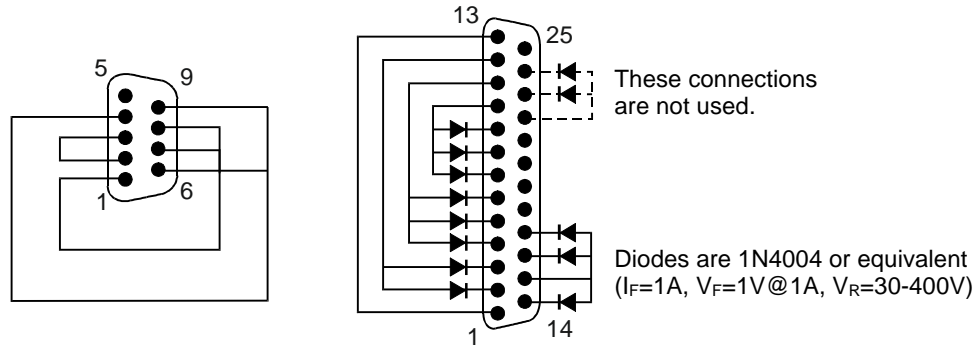 13
25
5
9
These connections
are not used.
1
6
Diodes are 1N4004 or equivalent
(IF=1A, VF=1V@1A, VR=30-400V)
1
14